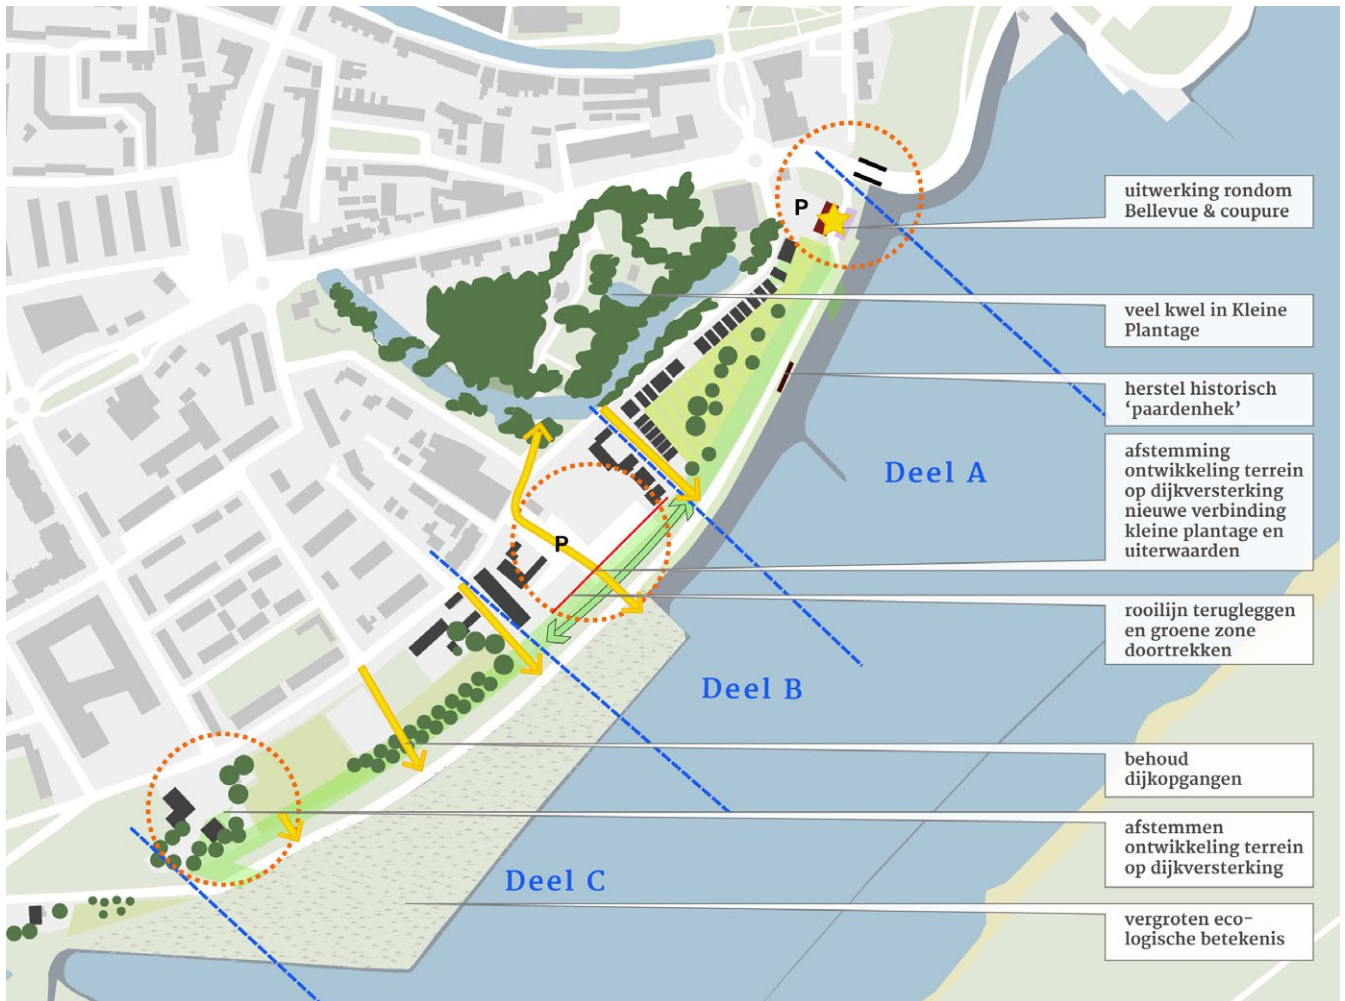 P
uitwerking rondom
Bellevue & coupure
veel kwel in Kleine
Plantage
herstel historisch
‘paardenhek’
afstemming
ontwikkeling terrein
op dijkversterking
nieuwe verbinding
kleine plantage en
uiterwaarden
Deel A
P
rooilijn terugleggen
en groene zone
doortrekken
Deel B
behoud
dijkopgangen
afstemmen
ontwikkeling terrein
op dijkversterking
Deel C
vergroten eco-
logische betekenis